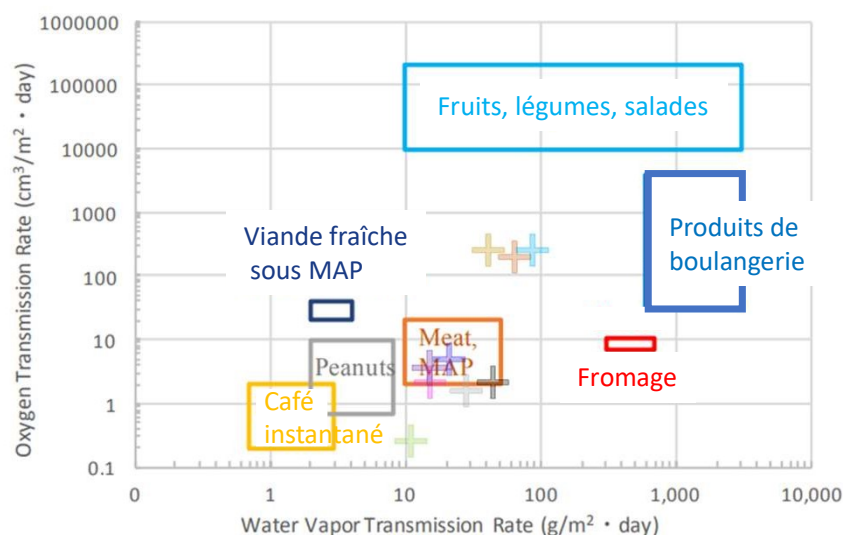 1000000
100000
10000
1000
100
10
1
0.1
Oxygen Transmission Rate (cm³/m²・day)
Fruits, légumes, salades
Produits de
boulangerie
Viande fraîche
sous MAP
Meat,
MAP
Peanuts
Fromage
Café
instantané
0 1 10 100 1,000 10,000
Water Vapor Transmission Rate (g/m²・day)